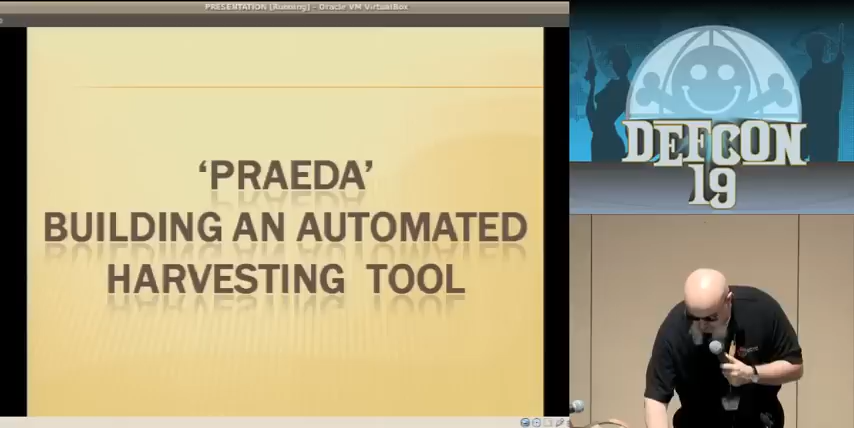 PRESENTATION [Running] - Oracle VM VirtualBox
'PRAEDA'
BUILDING AN AUTOMATED
HARVESTING TOOL
DEFCON
19